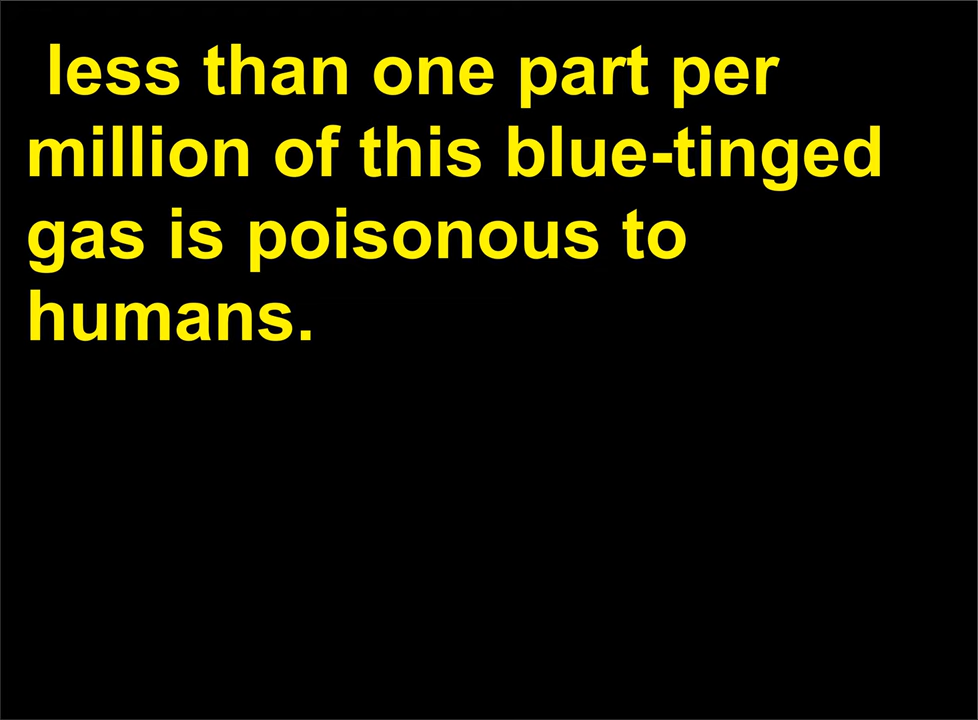 less than one part per
million of this blue-tinged
gas is poisonous to
humans.